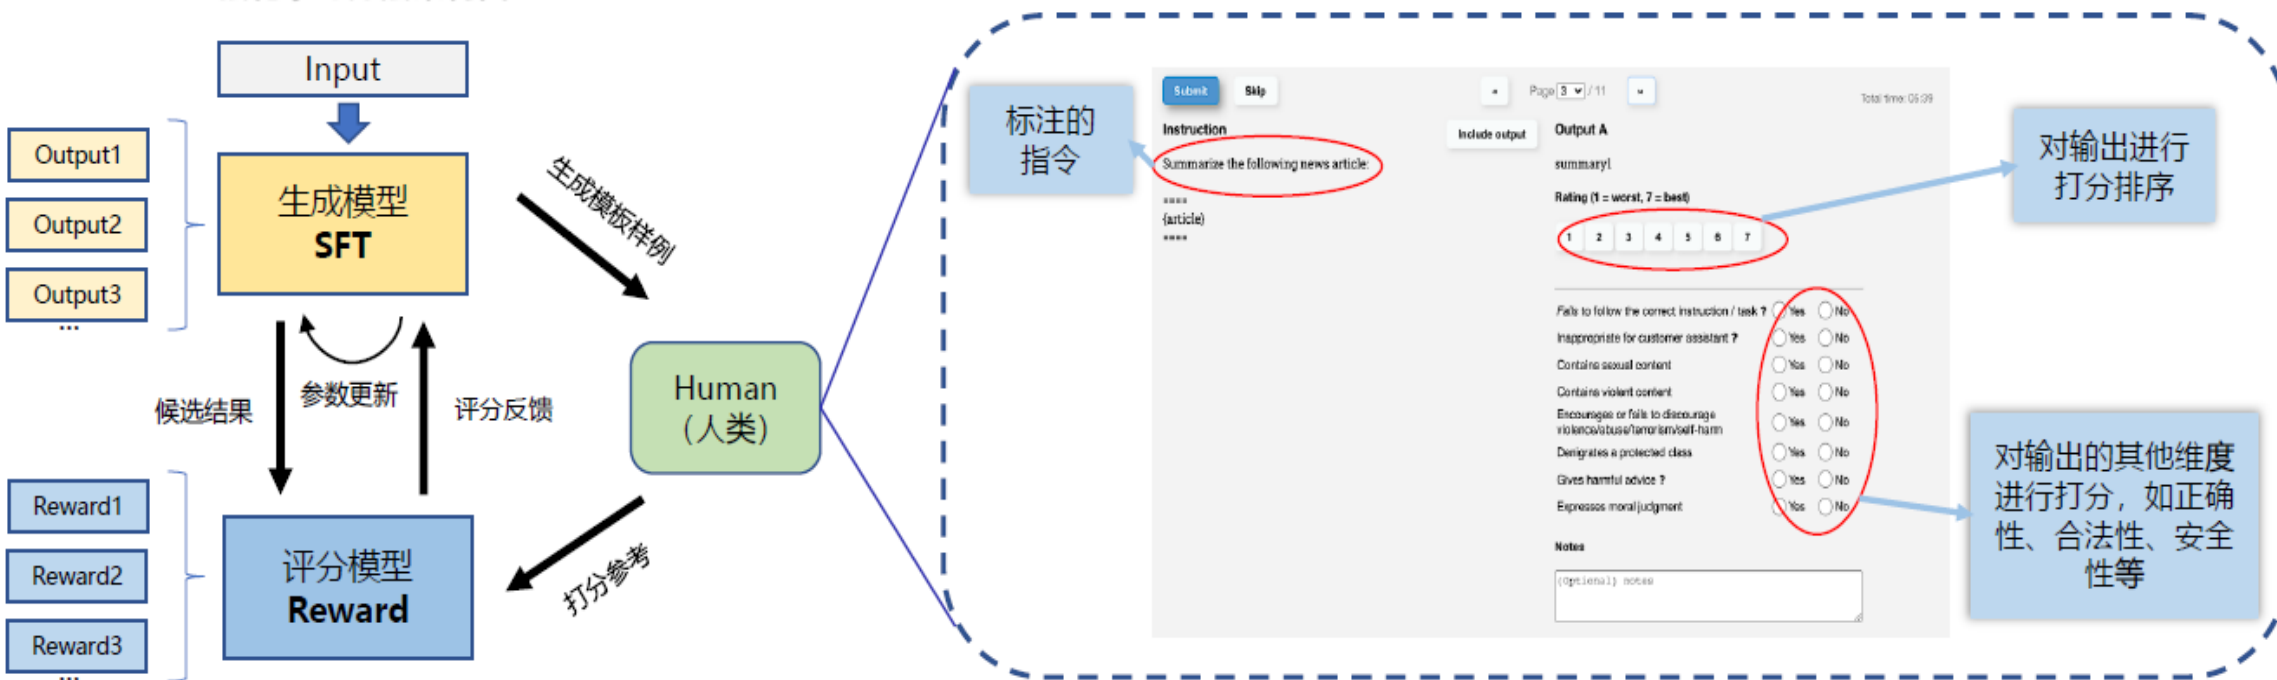 Input
Output1
Output2
Output3
...
生成模型
SFT
生成模板样例
候选结果
参数更新
评分反馈
Human
（人类）
打分参考
Reward1
Reward2
Reward3
...
评分模型
Reward
标注的
指令
Submit
Skip
Page 3 / 11
Total time: 05:39
Instruction
Include output
Output A
Summarize the following news article:
summary1
====
{article}
====
Rating (1 = worst, 7 = best)
1 2 3 4 5 6 7
Fails to follow the correct instruction / task ? Yes No
Inappropriate for customer assistant ? Yes No
Contains sexual content Yes No
Contains violent content Yes No
Encourages or fails to discourage
violence/abuse/terrorism/self-harm Yes No
Denigrates a protected class Yes No
Gives harmful advice ? Yes No
Expresses moral judgment Yes No
Notes
(Optional) notes
对输出进行
打分排序
对输出的其他维度
进行打分，如正确
性、合法性、安全
性等